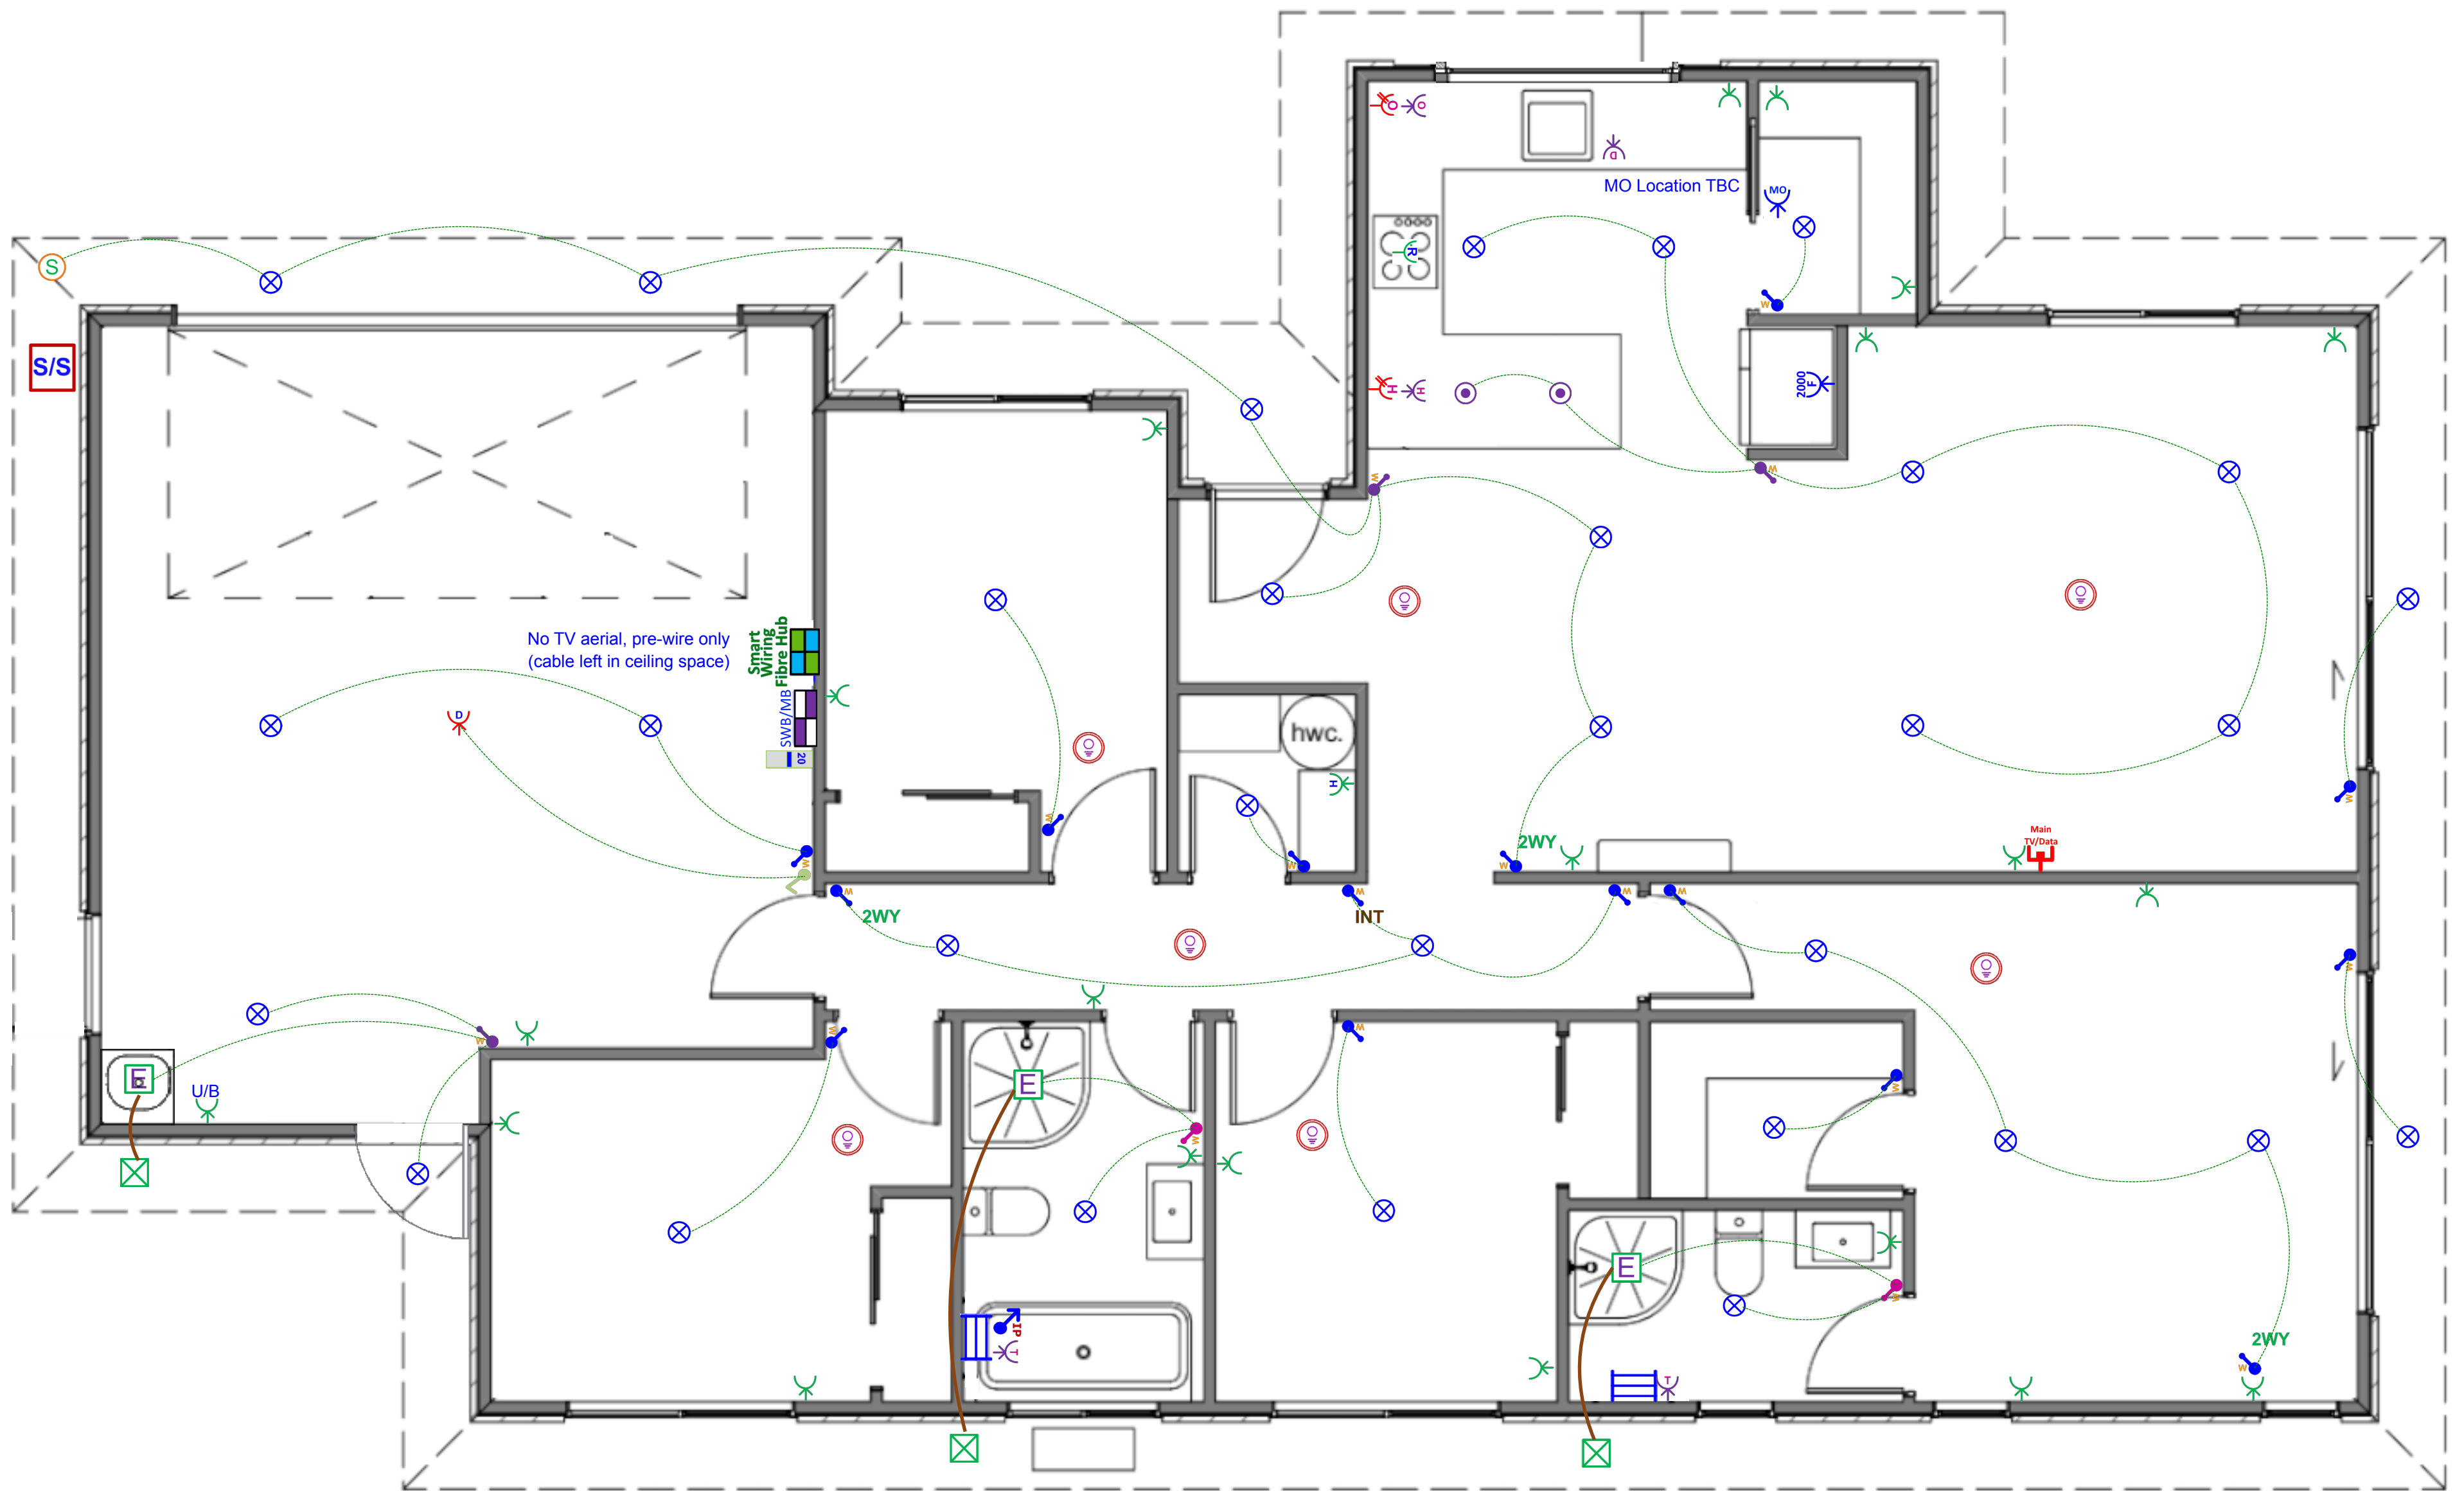 O
O
D
MO Location TBC
MO
R
S
W
S/S
2000
F
H
H
W
W
No TV aerial, pre-wire only
(cable left in ceiling space)
Smart
Wiring
Fibre Hub
SWB/MB
20
D
hwc.
H
W
W
W
W
2WY
Main
TV/Data
W
W
2WY
W
INT
W
W
W
W
W
W
E
U/B
E
W
W
W
E
W
IP
T
T
2WY
W